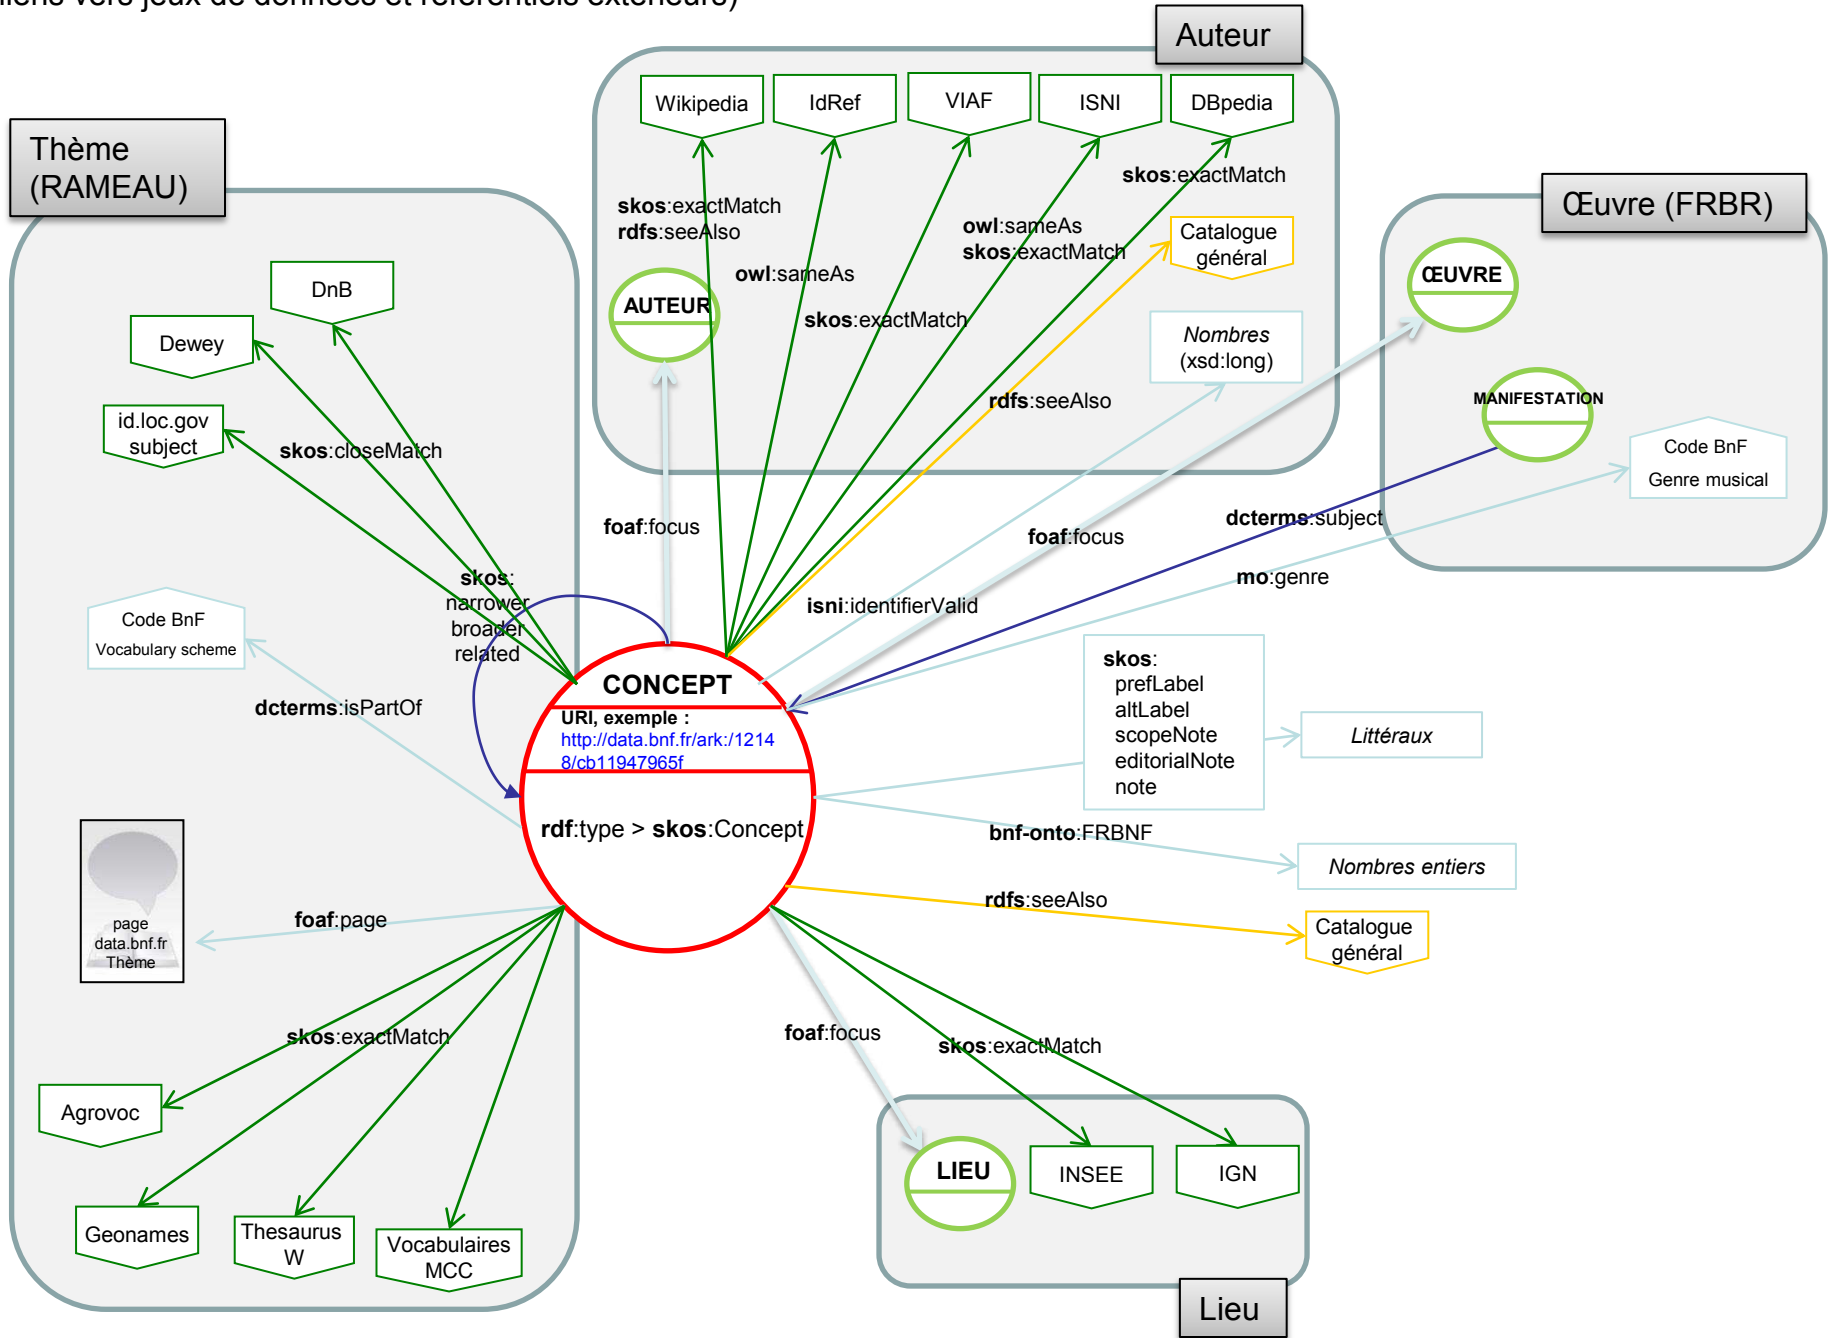 liens vers jeux de données et référentiels extérieurs)
Auteur
Wikipedia
IdRef
VIAF
ISNI
DBpedia
skos:exactMatch
skos:exactMatch
rdfs:seeAlso
owl:sameAs
skos:exactMatch
owl:sameAs
Catalogue
général
AUTEUR
skos:exactMatch
Nombres
(xsd:long)
rdfs:seeAlso
foaf:focus
isni:identifierValid
Thème
(RAMEAU)
DnB
Dewey
id.loc.gov
subject
skos:closeMatch
skos:
narrower
broader
related
Code BnF
Vocabulary scheme
dcterms:isPartOf
Œuvre (FRBR)
ŒUVRE
MANIFESTATION
Code BnF
Genre musical
dcterms:subject
foaf:focus
mo:genre
CONCEPT
URI, exemple :
http://data.bnf.fr/ark:/1214
8/cb11947965f
rdf:type > skos:Concept
skos:
prefLabel
altLabel
scopeNote
editorialNote
note
Littéraux
bnf-onto:FRBNF
Nombres entiers
rdfs:seeAlso
Catalogue
général
page
data.bnf.fr
Thème
foaf:page
skos:exactMatch
Agrovoc
Geonames
Thesaurus
W
Vocabulaires
MCC
foaf:focus
skos:exactMatch
LIEU
INSEE
IGN
Lieu